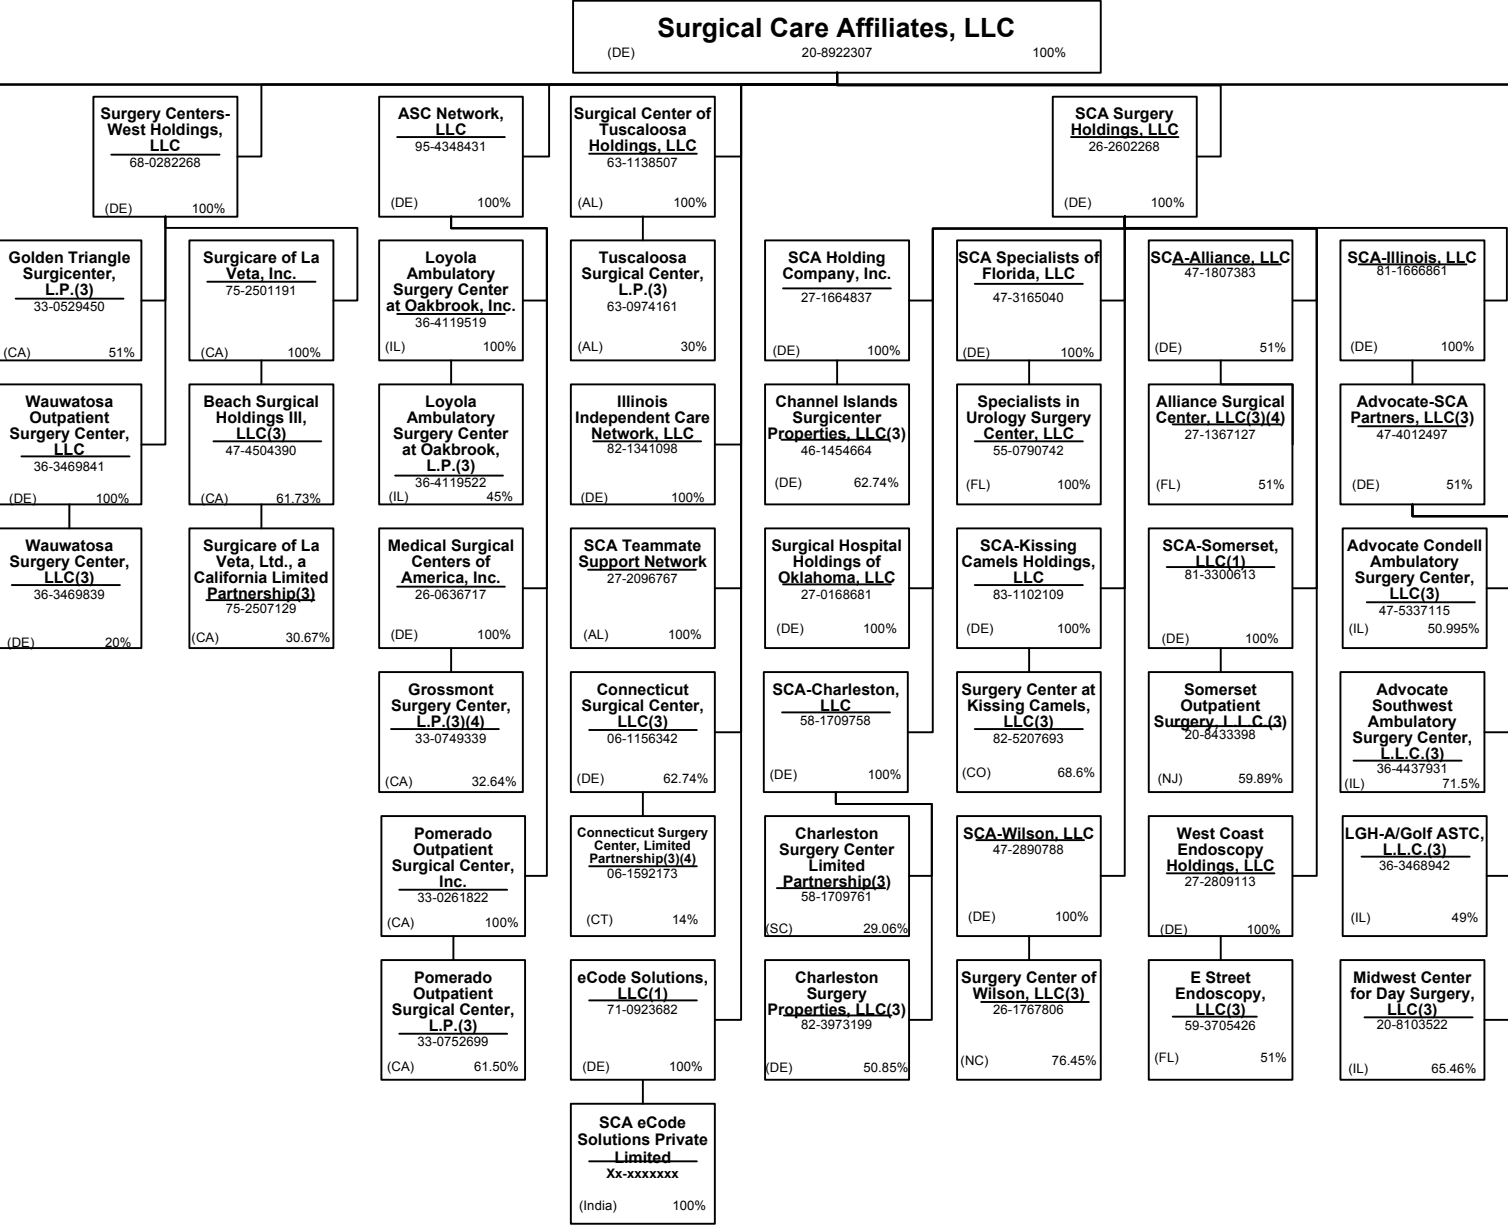 Surgical Care Affiliates, LLC
(DE) 20-8922307 100%
Surgery Centers-
West Holdings,
LLC
68-0282268
(DE) 100%
ASC Network,
LLC
95-4348431
(DE) 100%
Surgical Center of
Tuscaloosa
Holdings, LLC
63-1138507
(AL) 100%
SCA Surgery
Holdings, LLC
26-2602268
(DE) 100%
Golden Triangle
Surgicenter,
L.P.(3)
33-0529450
(CA) 51%
Surgicare of La
Veta, Inc.
75-2501191
(CA) 100%
Loyola
Ambulatory
Surgery Center
at Oakbrook, Inc.
36-4119519
(IL) 100%
Tuscaloosa
Surgical Center,
L.P.(3)
63-0974161
(AL) 30%
SCA Holding
Company, Inc.
27-1664837
(DE) 100%
SCA Specialists of
Florida, LLC
47-3165040
(DE) 100%
SCA-Alliance, LLC
47-1807383
(DE) 51%
SCA-Illinois, LLC
81-1666861
(DE) 100%
Wauwatosa
Outpatient
Surgery Center,
LLC
36-3469841
(DE) 100%
Beach Surgical
Holdings III,
LLC(3)
47-4504390
(CA) 61.73%
Loyola
Ambulatory
Surgery Center
at Oakbrook,
L.P.(3)
36-4119522
(IL) 45%
Illinois
Independent Care
Network, LLC
82-1341098
(DE) 100%
Channel Islands
Surgicenter
Properties, LLC(3)
46-1454664
(DE) 62.74%
Specialists in
Urology Surgery
Center, LLC
55-0790742
(FL) 100%
Alliance Surgical
Center, LLC(3)(4)
27-1367127
(FL) 51%
Advocate-SCA
Partners, LLC(3)
47-4012497
(DE) 51%
Wauwatosa
Surgery Center,
LLC(3)
36-3469839
(DE) 20%
Surgicare of La
Veta, Ltd., a
California Limited
Partnership(3)
75-2507129
(CA) 30.67%
Medical Surgical
Centers of
America, Inc.
26-0636717
(DE) 100%
SCA Teammate
Support Network
27-2096767
(AL) 100%
Surgical Hospital
Holdings of
Oklahoma, LLC
27-0168681
(DE) 100%
SCA-Kissing
Camels Holdings,
LLC
83-1102109
(DE) 100%
SCA-Somerset,
LLC(1)
81-3300613
(DE) 100%
Advocate Condell
Ambulatory
Surgery Center,
LLC(3)
47-5337115
(IL) 50.995%
Grossmont
Surgery Center,
L.P.(3)(4)
33-0749339
(CA) 32.64%
Connecticut
Surgical Center,
LLC(3)
06-1156342
(DE) 62.74%
SCA-Charleston,
LLC
58-1709758
(DE) 100%
Surgery Center at
Kissing Camels,
LLC(3)
82-5207693
(CO) 68.6%
Somerset
Outpatient
Surgery, L.L.C.(3)
20-8433398
(NJ) 59.89%
Advocate
Southwest
Ambulatory
Surgery Center,
L.L.C.(3)
36-4437931
(IL) 71.5%
Pomerado
Outpatient
Surgical Center,
Inc.
33-0261822
(CA) 100%
Connecticut Surgery
Center, Limited
Partnership(3)(4)
06-1592173
(CT) 14%
Charleston
Surgery Center
Limited
Partnership(3)
58-1709761
(SC) 29.06%
SCA-Wilson, LLC
47-2890788
(DE) 100%
West Coast
Endoscopy
Holdings, LLC
27-2809113
(DE) 100%
LGH-A/Golf ASTC,
L.L.C.(3)
36-3468942
(IL) 49%
Pomerado
Outpatient
Surgical Center,
L.P.(3)
33-0752699
(CA) 61.50%
eCode Solutions,
LLC(1)
71-0923682
(DE) 100%
Charleston
Surgery
Properties, LLC(3)
82-3973199
(DE) 50.85%
Surgery Center of
Wilson, LLC(3)
26-1767806
(NC) 76.45%
E Street
Endoscopy,
LLC(3)
59-3705426
(FL) 51%
Midwest Center
for Day Surgery,
LLC(3)
20-8103522
(IL) 65.46%
SCA eCode
Solutions Private
Limited
Xx-xxxxxxx
(India) 100%